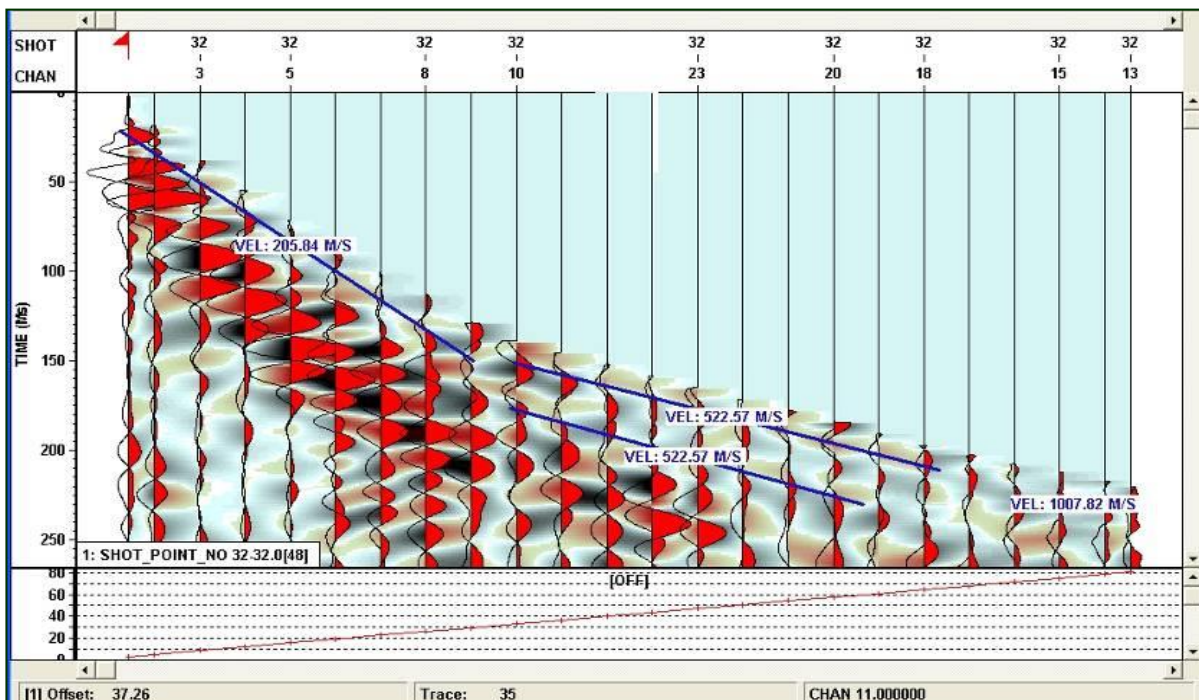 SHOT 32 32 32 32 32 32 32 32 32
CHAN 3 5 8 10 23 20 18 15 13
VEL: 205.84 M/S
VEL: 522.57 M/S
VEL: 522.57 M/S
VEL: 1007.82 M/S
TIME (Ms)
50
100
150
200
250
1: SHOT_POINT_NO 32:32.0[48]
[OFF]
80
60
40
20
0
[1] Offset: 37.26 Trace: 35 CHAN 11.000000